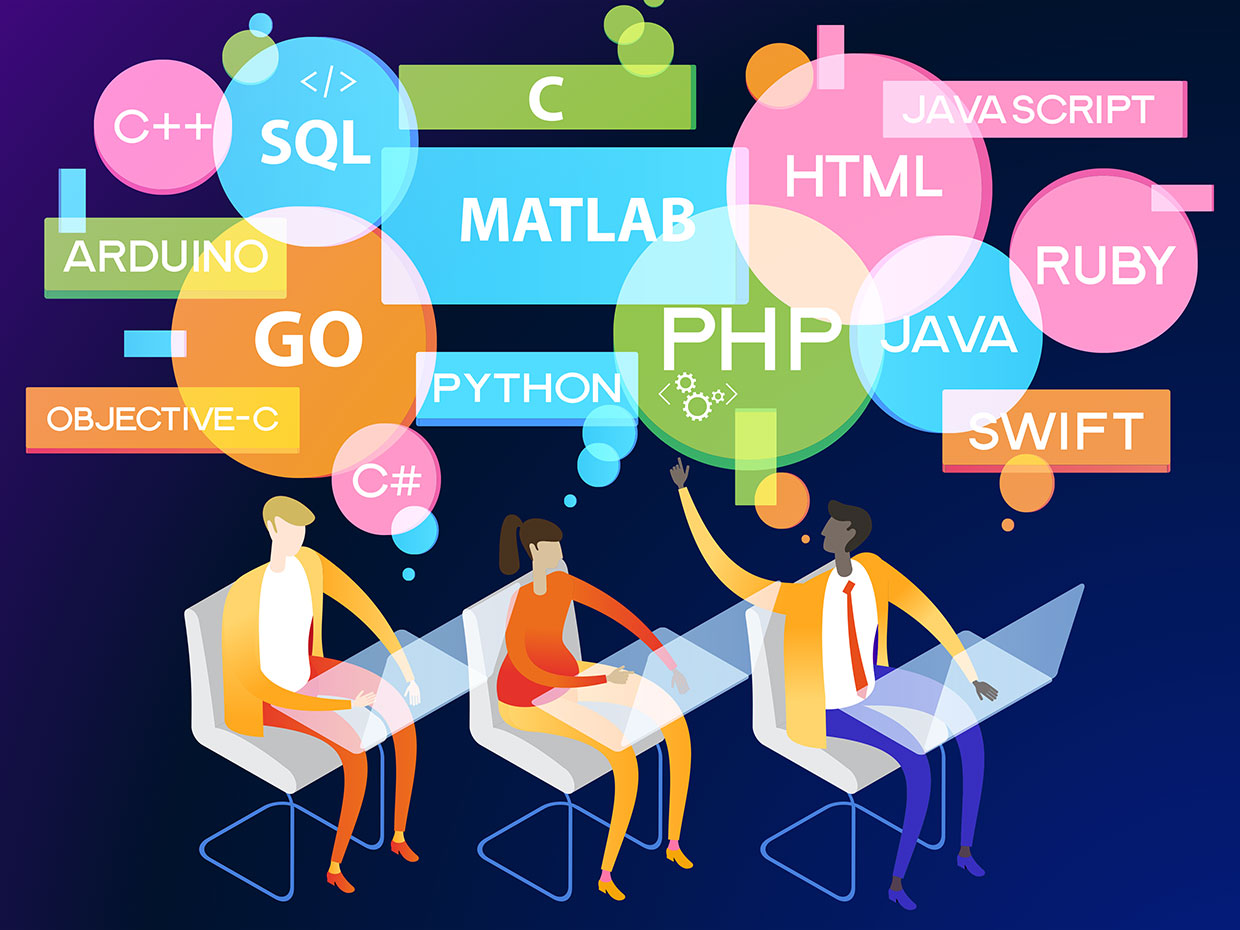 C++
</>
SQL
C
JAVA SCRIPT
HTML
MATLAB
ARDUINO
RUBY
GO
PHP
JAVA
PYTHON
< >
OBJECTIVE-C
SWIFT
C#